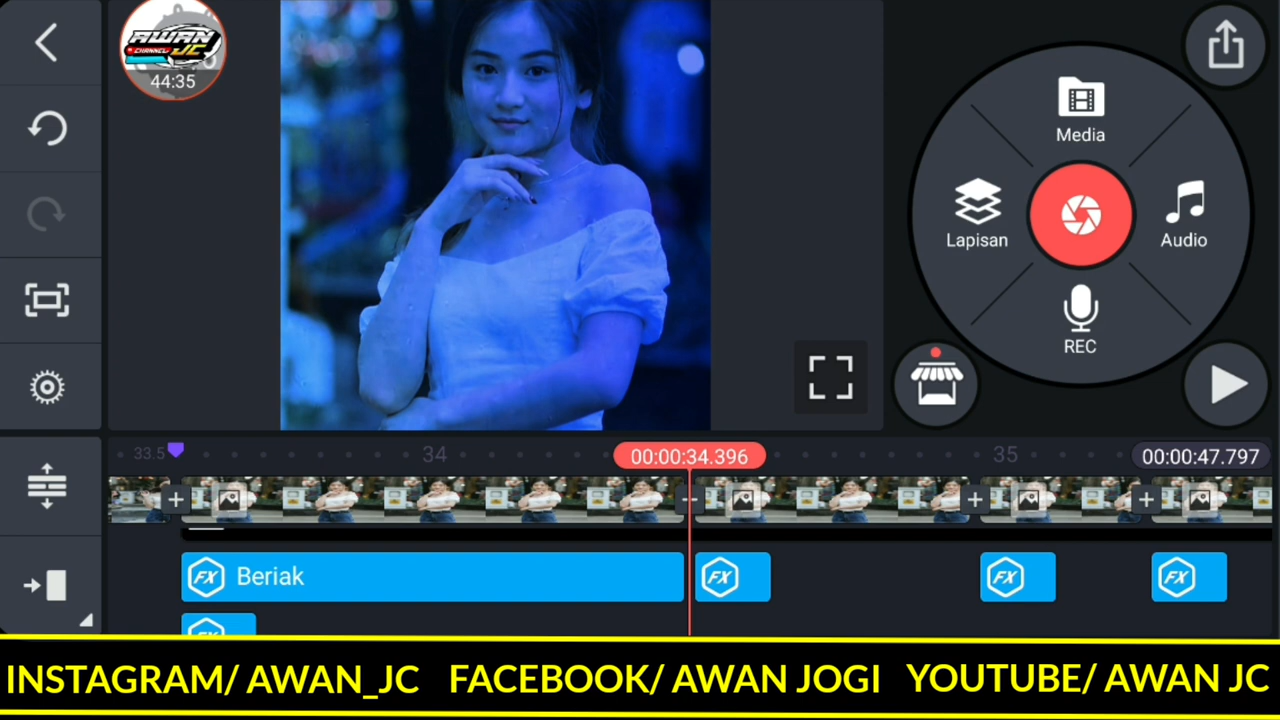 AWAN
CHANNEL JC
44:35
Media
Lapisan
Audio
REC
33.5
34
00:00:34.396
35
00:00:47.797
FX Beriak
FX
FX
FX
FX
INSTAGRAM/ AWAN_JC FACEBOOK/ AWAN JOGI YOUTUBE/ AWAN JC